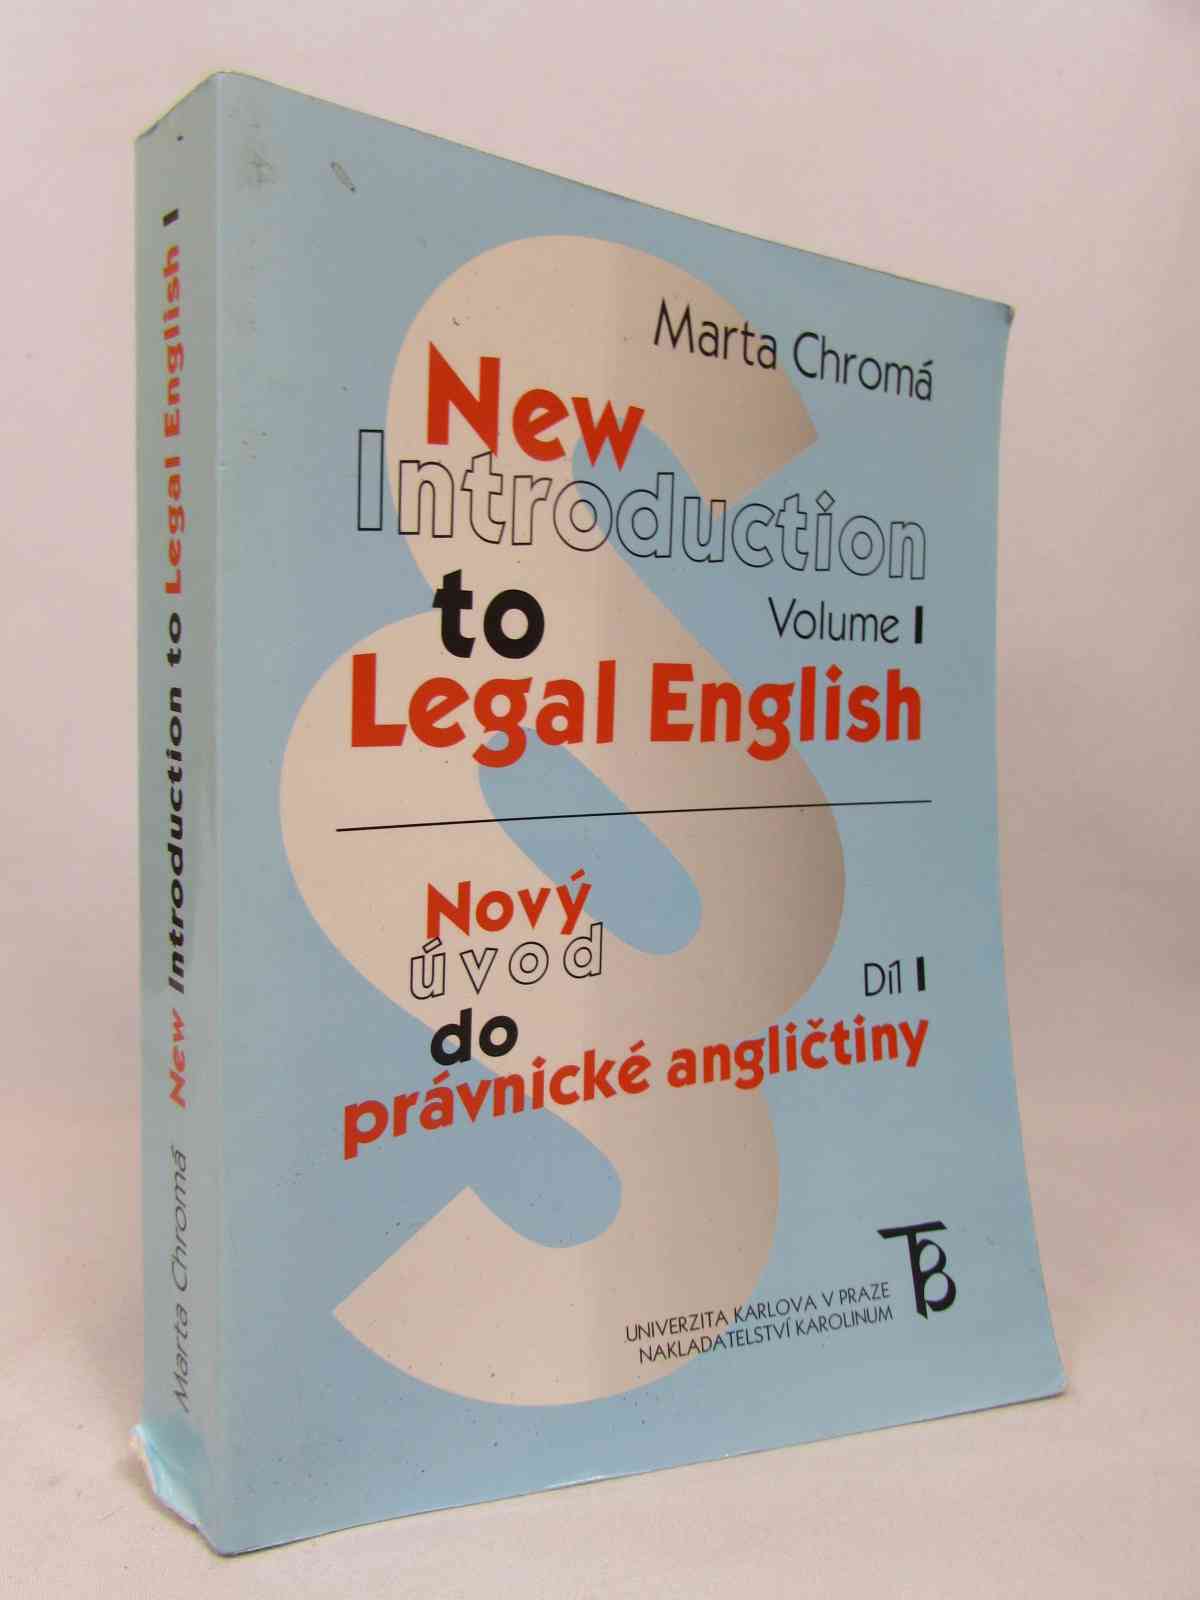 Marta Chromá
New
Introduction
to
Volume I
Legal English
Nový
úvod
Díl I
do
právnické angličtiny
UNIVERZITA KARLOVA V PRAZE
NAKLADATELSTVÍ KAROLINUM
Marta Chromá New Introduction to Legal English I